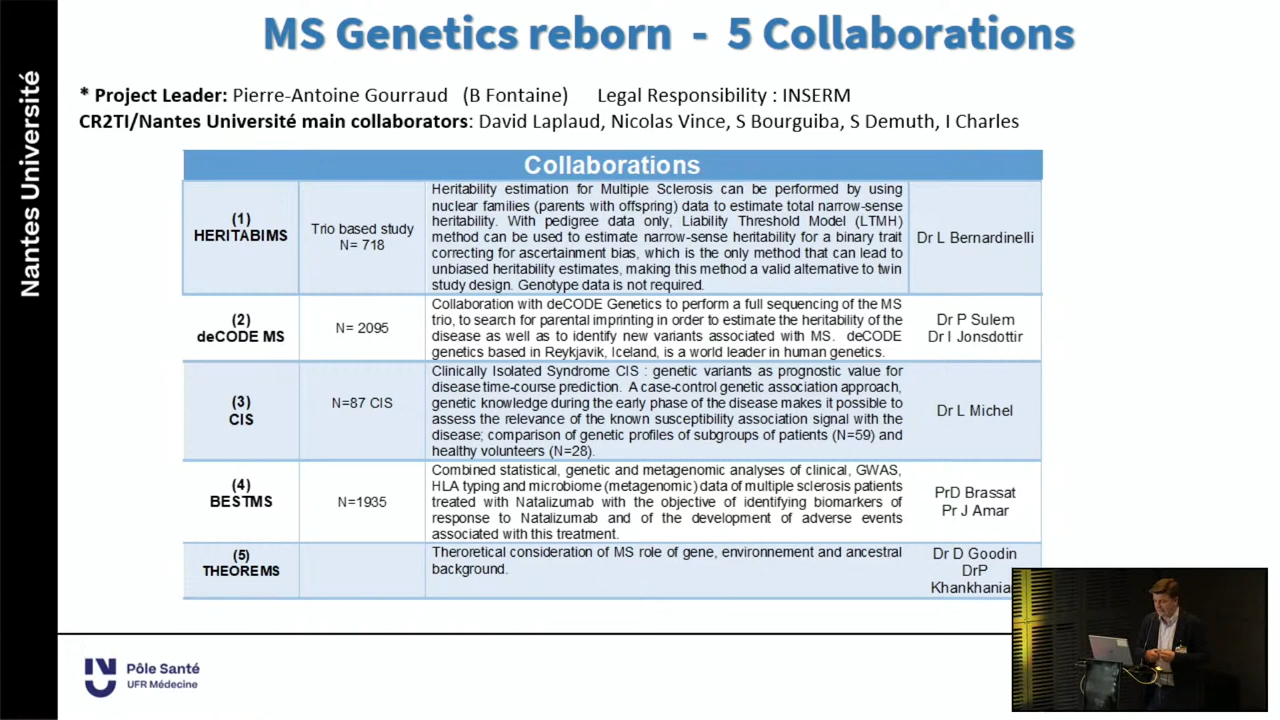 MS Genetics reborn - 5 Collaborations
Nantes Université
* Project Leader: Pierre-Antoine Gourraud (B Fontaine) Legal Responsibility : INSERM
CR2TI/Nantes Université main collaborators: David Laplaud, Nicolas Vince, S Bourguiba, S Demuth, I Charles
Collaborations
(1)
HERITABIMS
Trio based study
N= 718
Heritability estimation for Multiple Sclerosis can be performed by using
nuclear families (parents with offspring) data to estimate total narrow-sense
heritability. With pedigree data only, Liability Threshold Model (LTMH)
method can be used to estimate narrow-sense heritability for a binary trait
correcting for ascertainment bias, which is the only method that can lead to
unbiased heritability estimates, making this method a valid alternative to twin
study design. Genotype data is not required.
Dr L Bernardinelli
(2)
deCODE MS
N= 2095
Collaboration with deCODE Genetics to perform a full sequencing of the MS
trio, to search for parental imprinting in order to estimate the heritability of the
disease as well as to identify new variants associated with MS. deCODE
genetics based in Reykjavik, Iceland, is a world leader in human genetics.
Dr P Sulem
Dr I Jonsdottir
(3)
CIS
N=87 CIS
Clinically Isolated Syndrome CIS : genetic variants as prognostic value for
disease time-course prediction. A case-control genetic association approach,
genetic knowledge during the early phase of the disease makes it possible to
assess the relevance of the known susceptibility association signal with the
disease; comparison of genetic profiles of subgroups of patients (N=59) and
healthy volunteers (N=28).
Dr L Michel
(4)
BESTMS
N=1935
Combined statistical, genetic and metagenomic analyses of clinical, GWAS,
HLA typing and microbiome (metagenomic) data of multiple sclerosis patients
treated with Natalizumab with the objective of identifying biomarkers of
response to Natalizumab and of the development of adverse events
associated with this treatment.
PrD Brassat
Pr J Amar
(5)
THEOREMS
Theroretical consideration of MS role of gene, environnement and ancestral
background.
Dr D Goodin
DrP
Khankhania
Pôle Santé
UFR Médecine